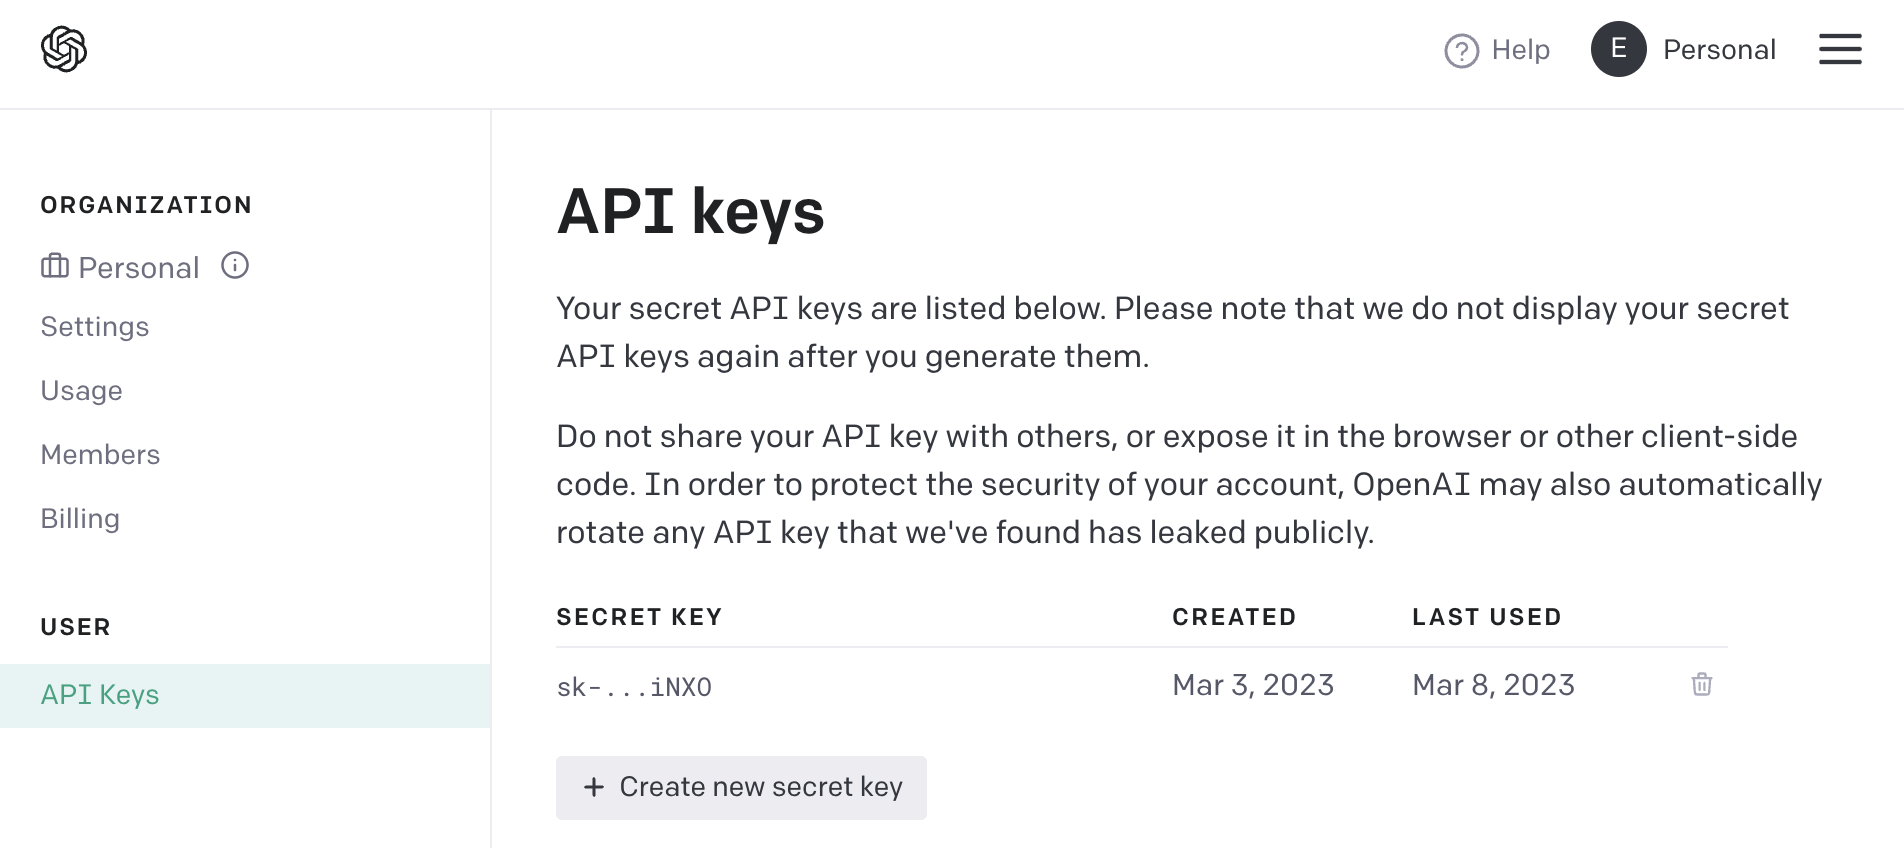 Help
E
Personal
ORGANIZATION
Personal
Settings
Usage
Members
Billing
USER
API Keys
API keys
Your secret API keys are listed below. Please note that we do not display your secret
API keys again after you generate them.
Do not share your API key with others, or expose it in the browser or other client-side
code. In order to protect the security of your account, OpenAI may also automatically
rotate any API key that we've found has leaked publicly.
SECRET KEY CREATED LAST USED
sk-...iNXO Mar 3, 2023 Mar 8, 2023
+ Create new secret key